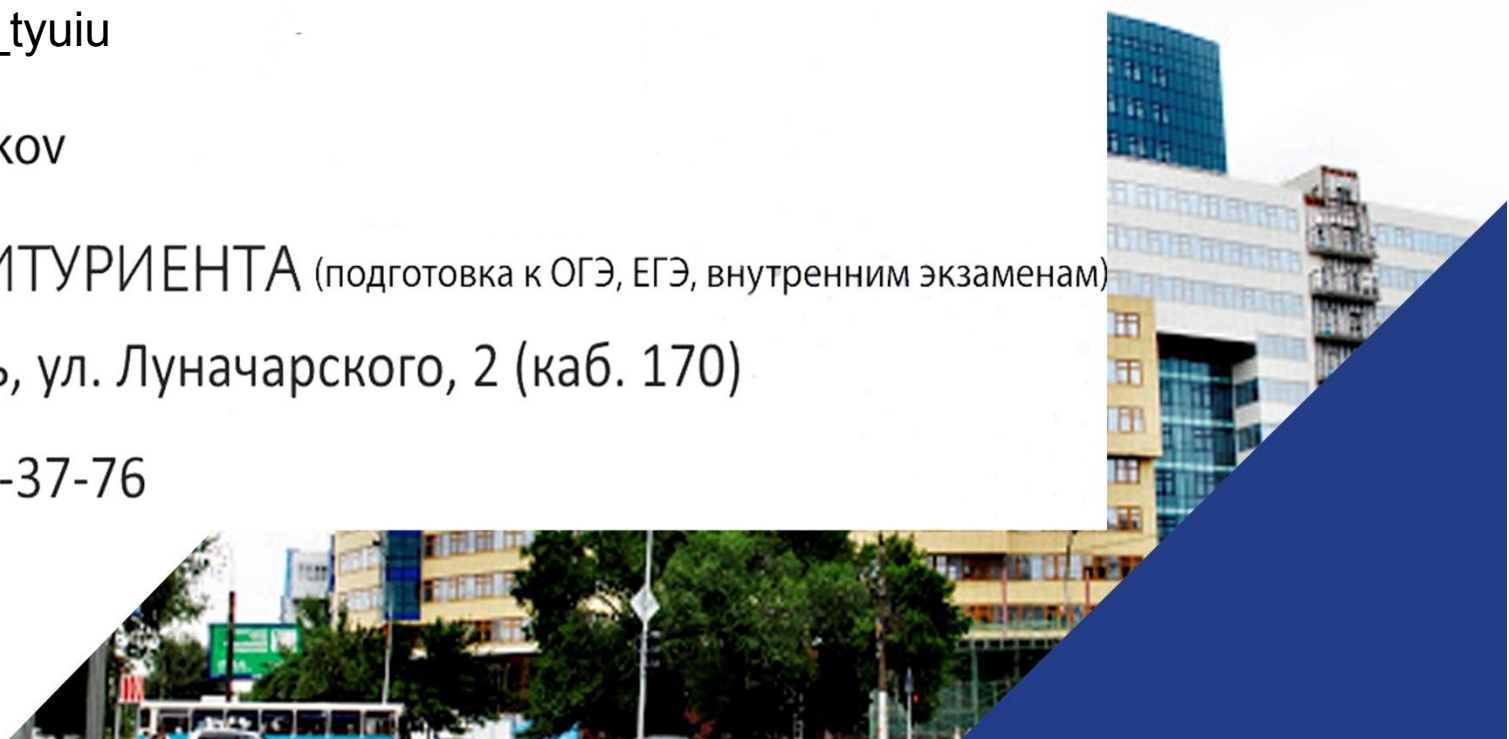 _tyuiu
kov
ИТУРИЕНТА (подготовка к ОГЭ, ЕГЭ, внутренним экзаменам)
ь, ул. Луначарского, 2 (каб. 170)
-37-76